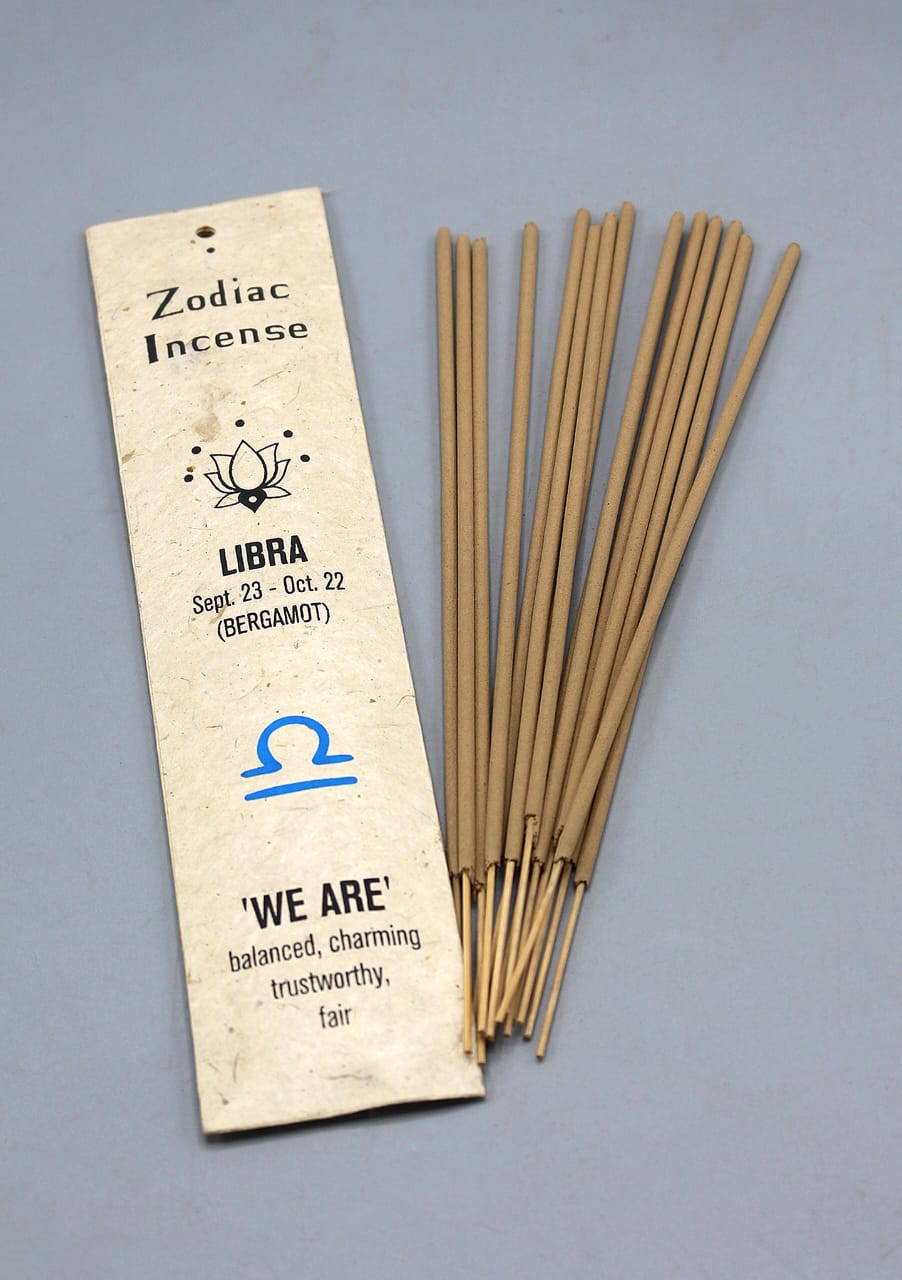 Zodiac
Incense
LIBRA
Sept. 23 - Oct. 22
(BERGAMOT)
'WE ARE'
balanced, charming
trustworthy,
fair